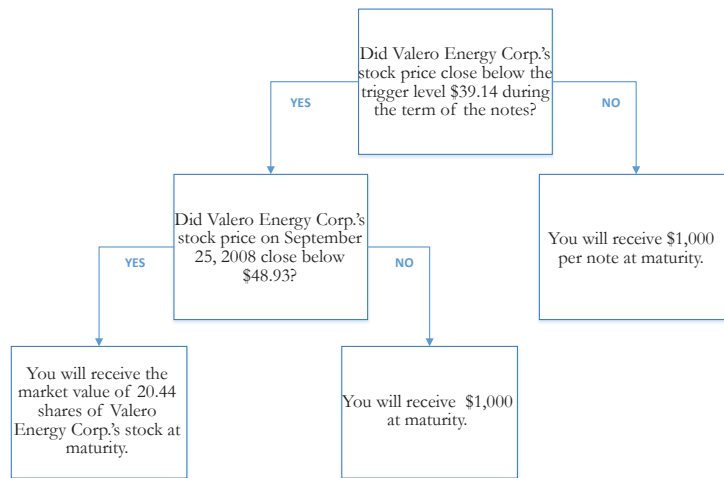 Did Valero Energy Corp.'s
stock price close below the
trigger level $39.14 during
the term of the notes?
YES
NO
Did Valero Energy Corp.'s
stock price on September
25, 2008 close below
$48.93?
You will receive $1,000
per note at maturity.
YES
NO
You will receive the
market value of 20.44
shares of Valero
Energy Corp.'s stock at
maturity.
You will receive $1,000
at maturity.